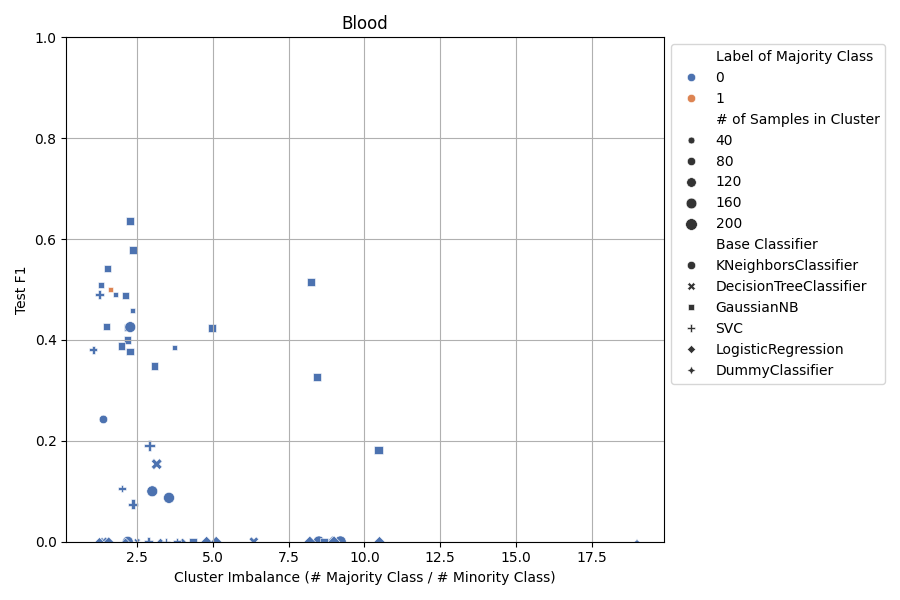 Blood
1.0
0.8
0.6
0.4
0.2
0.0
Test F1
2.5 5.0 7.5 10.0 12.5 15.0 17.5
Cluster Imbalance (# Majority Class / # Minority Class)
Label of Majority Class
0
1
# of Samples in Cluster
40
80
120
160
200
Base Classifier
KNeighborsClassifier
DecisionTreeClassifier
GaussianNB
SVC
LogisticRegression
DummyClassifier